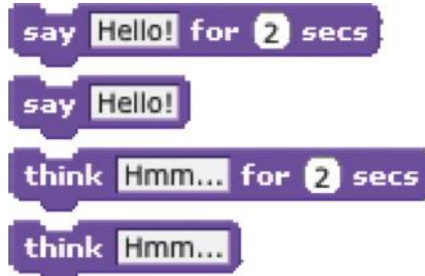 say Hello! for 2 secs
say Hello!
think Hmm... for 2 secs
think Hmm...